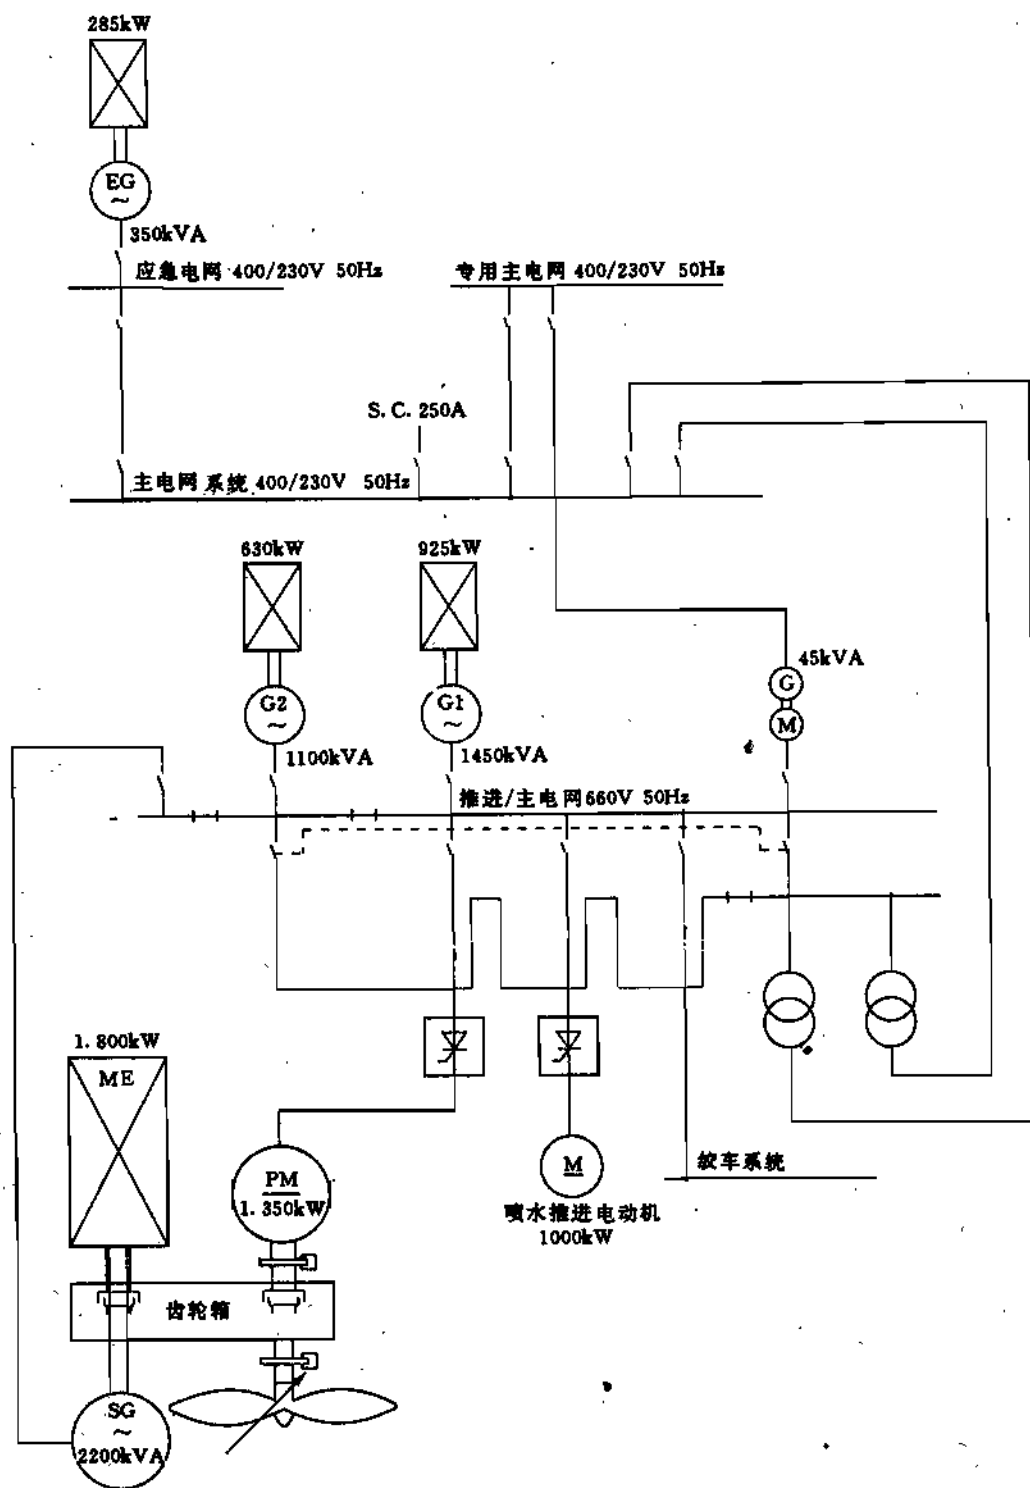 285kW
EG
~
350kVA
应急电网 400/230V 50Hz
专用主电网 400/230V 50Hz
S.C. 250A
主电网系统 400/230V 50Hz
630kW
925kW
G2
~
G1
~
45kVA
G
M
1100kVA
1450kVA
推进/主电网660V 50Hz
1.800kW
ME
PM
1.350kW
M
喷水推进电动机
1000kW
绞车系统
齿轮箱
SG
~
2200kVA